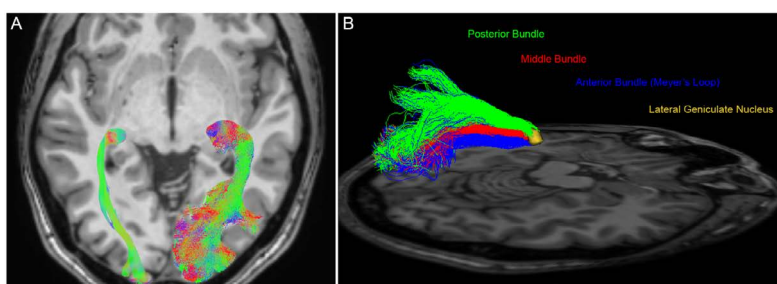 A
B
Posterior Bundle
Middle Bundle
Anterior Bundle (Meyer's Loop)
Lateral Geniculate Nucleus